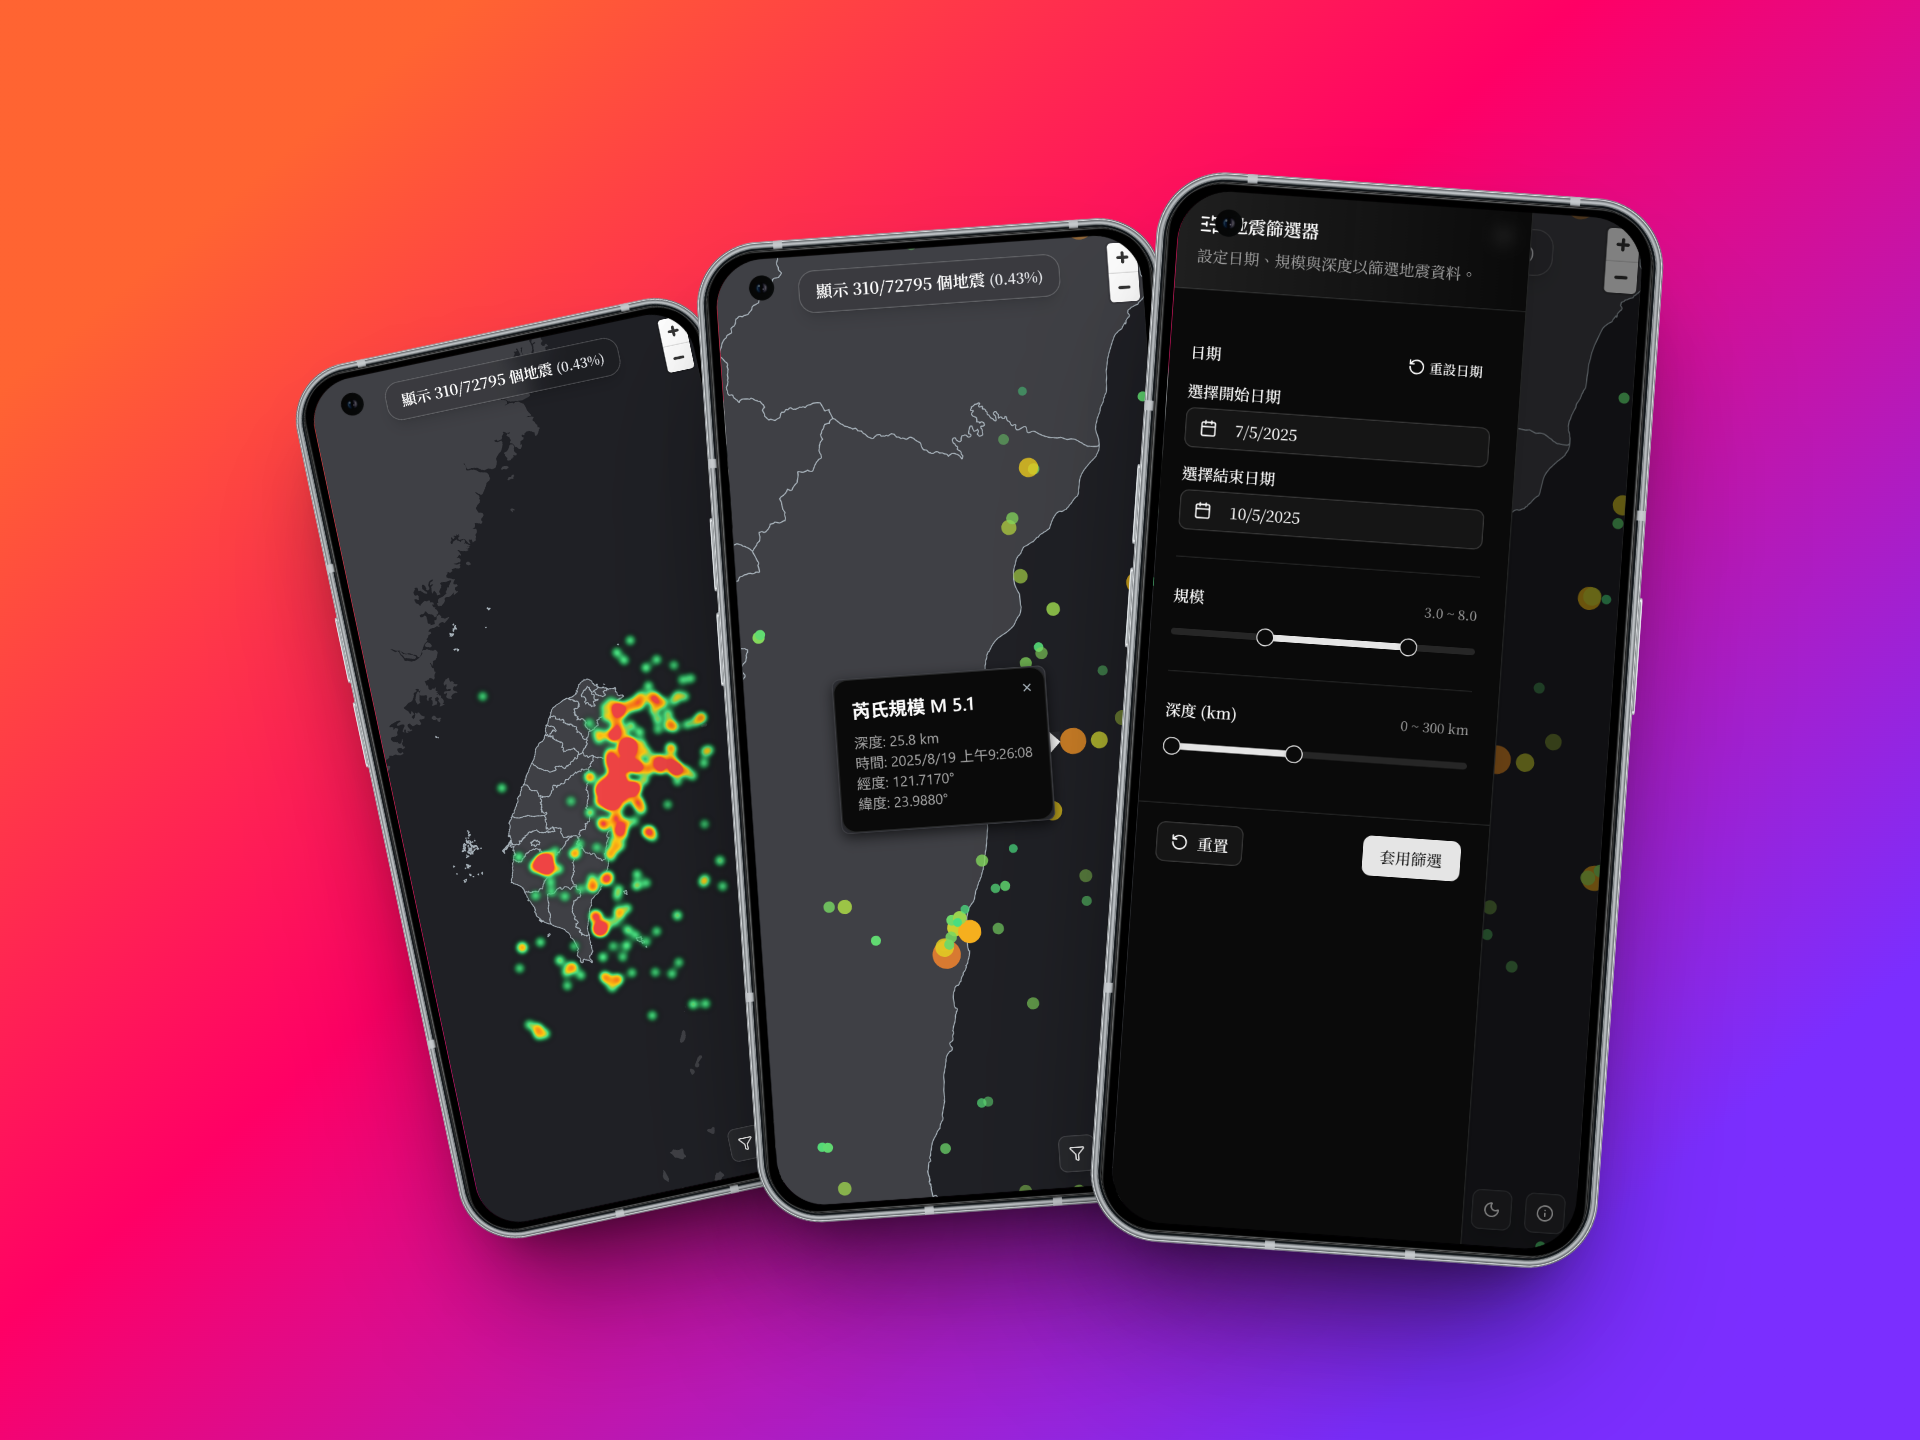 顯示 310/72795 個地震 (0.43%)
+
−
顯示 310/72795 個地震 (0.43%)
+
−
芮氏規模 M 5.1
×
深度: 25.8 km
時間: 2025/8/19 上午9:26:08
經度: 121.7170°
緯度: 23.9880°
震篩選器
設定日期、規模與深度以篩選地震資料。
日期
重設日期
選擇開始日期
7/5/2025
選擇結束日期
10/5/2025
規模
3.0 ~ 8.0
深度 (km)
0 ~ 300 km
重置
套用篩選
+
−